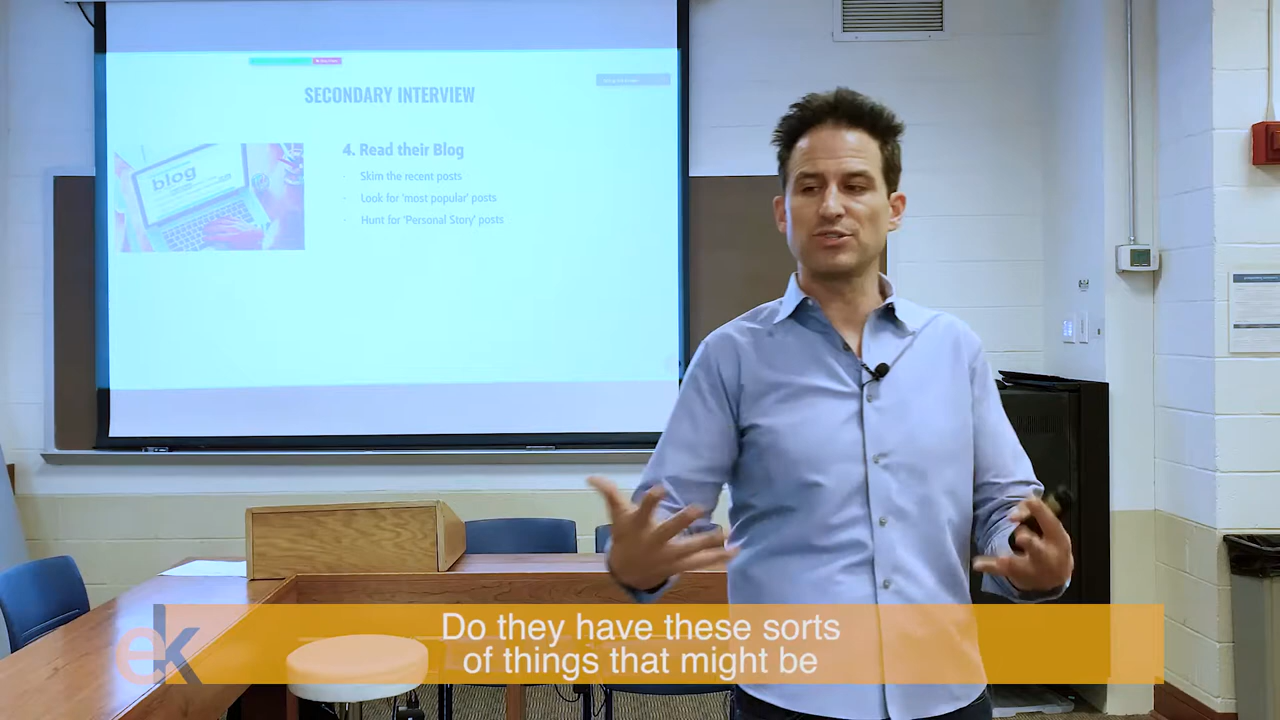 SECONDARY INTERVIEW
4. Read their Blog
Skim the recent posts
Look for 'most popular' posts
Hunt for 'Personal Story' posts
blog
ek
Do they have these sorts
of things that might be